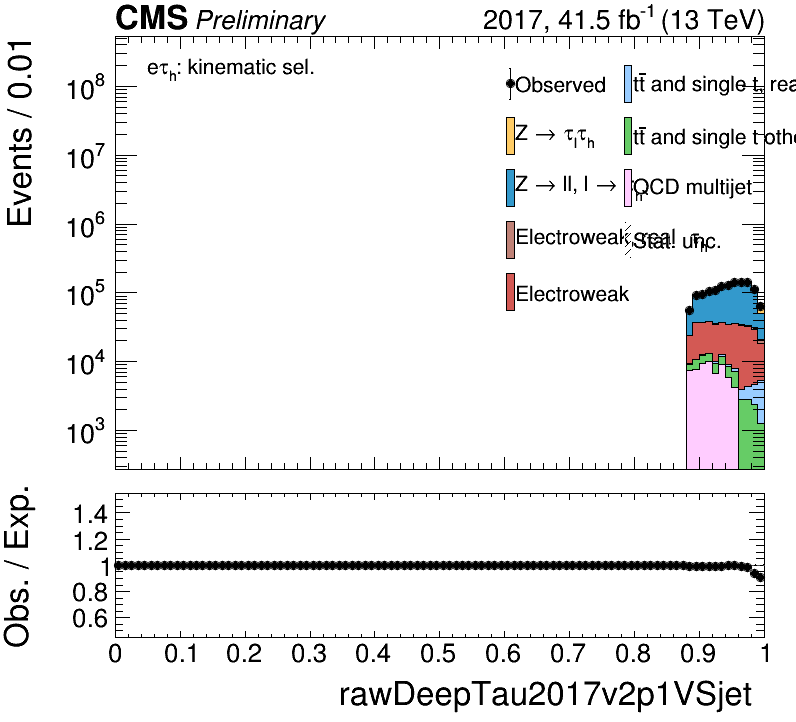 CMS Preliminary 2017, 41.5 fb⁻¹ (13 TeV)
Events / 0.01
eτₕ: kinematic sel.
10⁸
10⁷
10⁶
10⁵
10⁴
10³
Observed
Z → τₗτₕ
Z → ll, l →
Electroweak, real τₕ
Electroweak
tt̄ and single t, rea
tt̄ and single t othe
QCD multijet
Stat. unc.
Obs. / Exp.
1.4
1.2
1
0.8
0.6
0 0.1 0.2 0.3 0.4 0.5 0.6 0.7 0.8 0.9 1
rawDeepTau2017v2p1VSjet